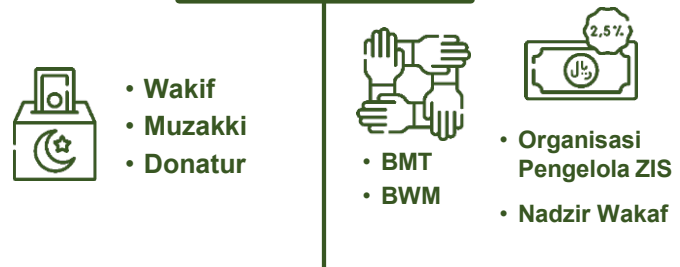 Wakif
Muzakki
Donatur
BMT
BWM
2,5%
Organisasi
Pengelola ZIS
Nadzir Wakaf